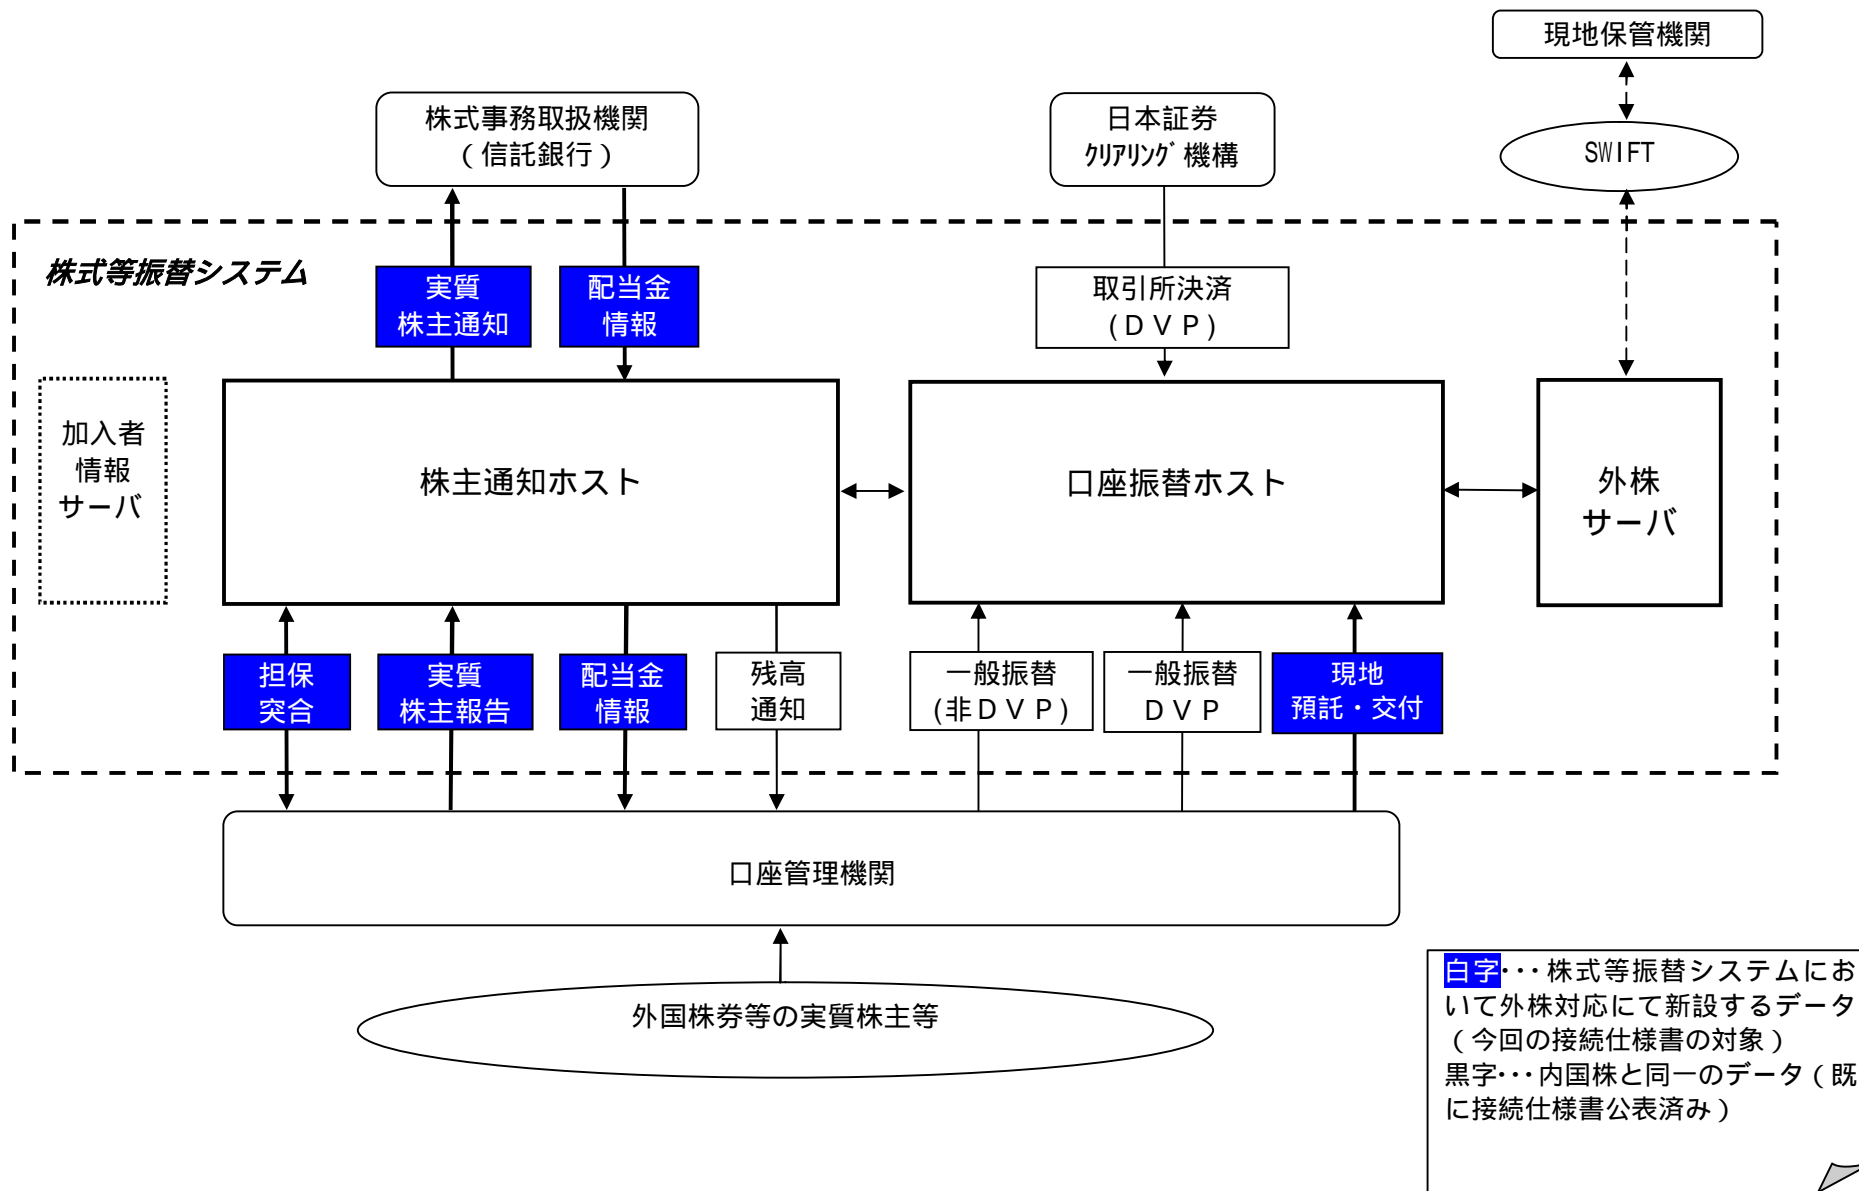 現地保管機関
株式事務取扱機関
（信託銀行）
日本証券
ｸﾘｱﾘﾝｸﾞ機構
SWIFT
株式等振替システム
実質
株主通知
配当金
情報
取引所決済
(ＤＶＰ)
加入者
情報
サーバ
株主通知ホスト
口座振替ホスト
外株
サーバ
担保
突合
実質
株主報告
配当金
情報
残高
通知
一般振替
(非ＤＶＰ)
一般振替
ＤＶＰ
現地
預託・交付
口座管理機関
外国株券等の実質株主等
白字･･･株式等振替システムにお
いて外株対応にて新設するデータ
（今回の接続仕様書の対象）
黒字･･･内国株と同一のデータ（既
に接続仕様書公表済み）